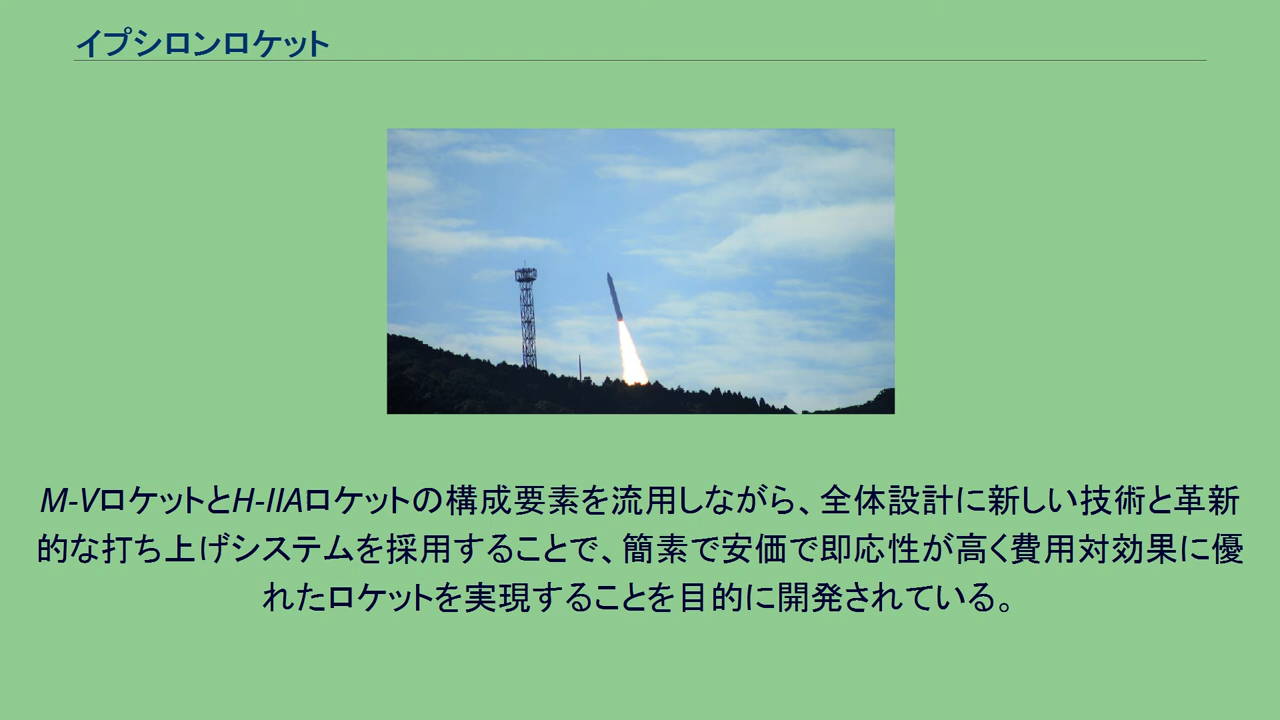 イプシロンロケット
M-VロケットとH-IIAロケットの構成要素を流用しながら、全体設計に新しい技術と革新
的な打ち上げシステムを採用することで、簡素で安価で即応性が高く費用対効果に優
れたロケットを実現することを目的に開発されている。